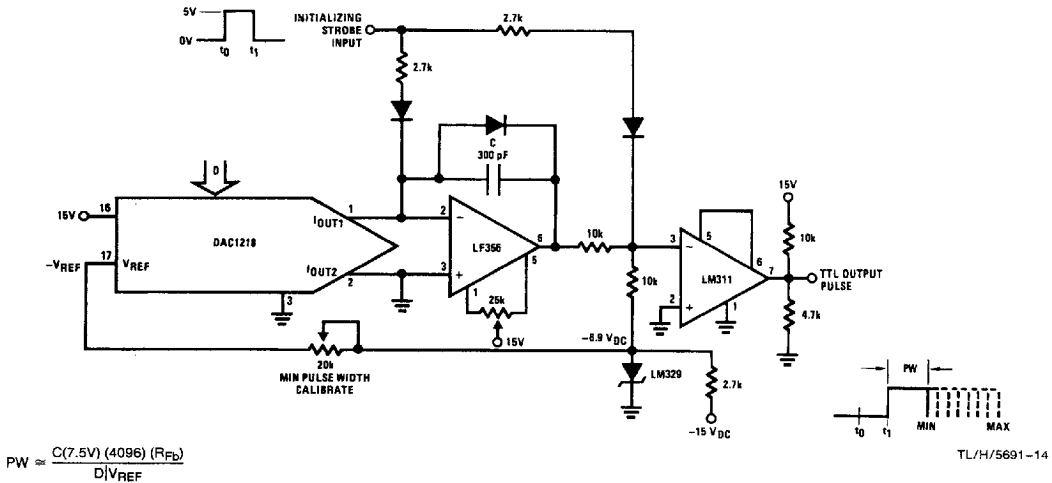 5V
0V
t0 t1
INITIALIZING
STROBE
INPUT
2.7k
2.7k
C
300 pF
D
15V
16
DAC1218
IOUT1
1
2
LF356
6
5
3
1
25k
15V
10k
10k
3
5
LM311
6
7
2
1
15V
10k
TTL OUTPUT
PULSE
4.7k
17
-VREF
VREF
IOUT2
2
3
20k
MIN PULSE WIDTH
CALIBRATE
-6.9 VDC
LM329
2.7k
-15 VDC
PW
t0 t1 MIN MAX
TL/H/5691-14
PW ≅ C(7.5V) (4096) (RFb)
D|VREF